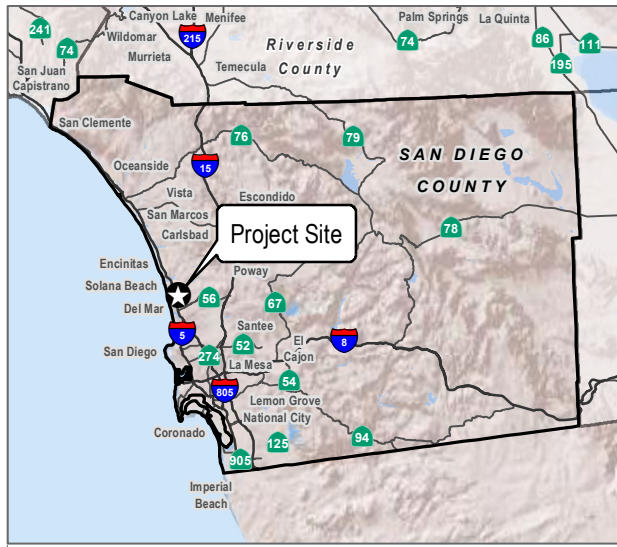 Canyon Lake
Menifee
Palm Springs
La Quinta
241
74
Wildomar
215
Riverside
County
74
86
111
195
Murrieta
San Juan
Capistrano
Temecula
San Clemente
76
79
SAN DIEGO
COUNTY
Oceanside
15
Vista
Escondido
San Marcos
Carlsbad
Project Site
78
Encinitas
Solana Beach
Del Mar
Poway
56
67
5
Santee
52
El
Cajon
8
San Diego
274
La Mesa
54
805
Lemon Grove
National City
Coronado
125
94
905
Imperial
Beach